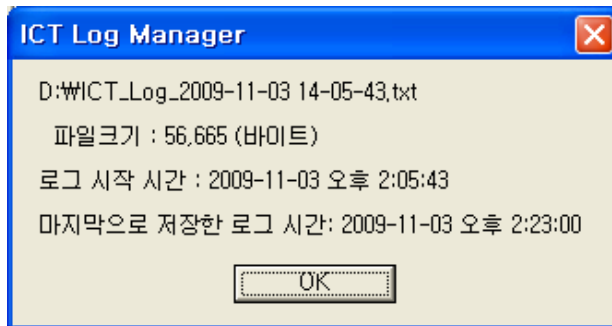 ICT Log Manager
D:₩ICT_Log_2009-11-03 14-05-43.txt
파일크기 : 56,665 (바이트)
로그 시작 시간 : 2009-11-03 오후 2:05:43
마지막으로 저장한 로그 시간: 2009-11-03 오후 2:23:00
OK